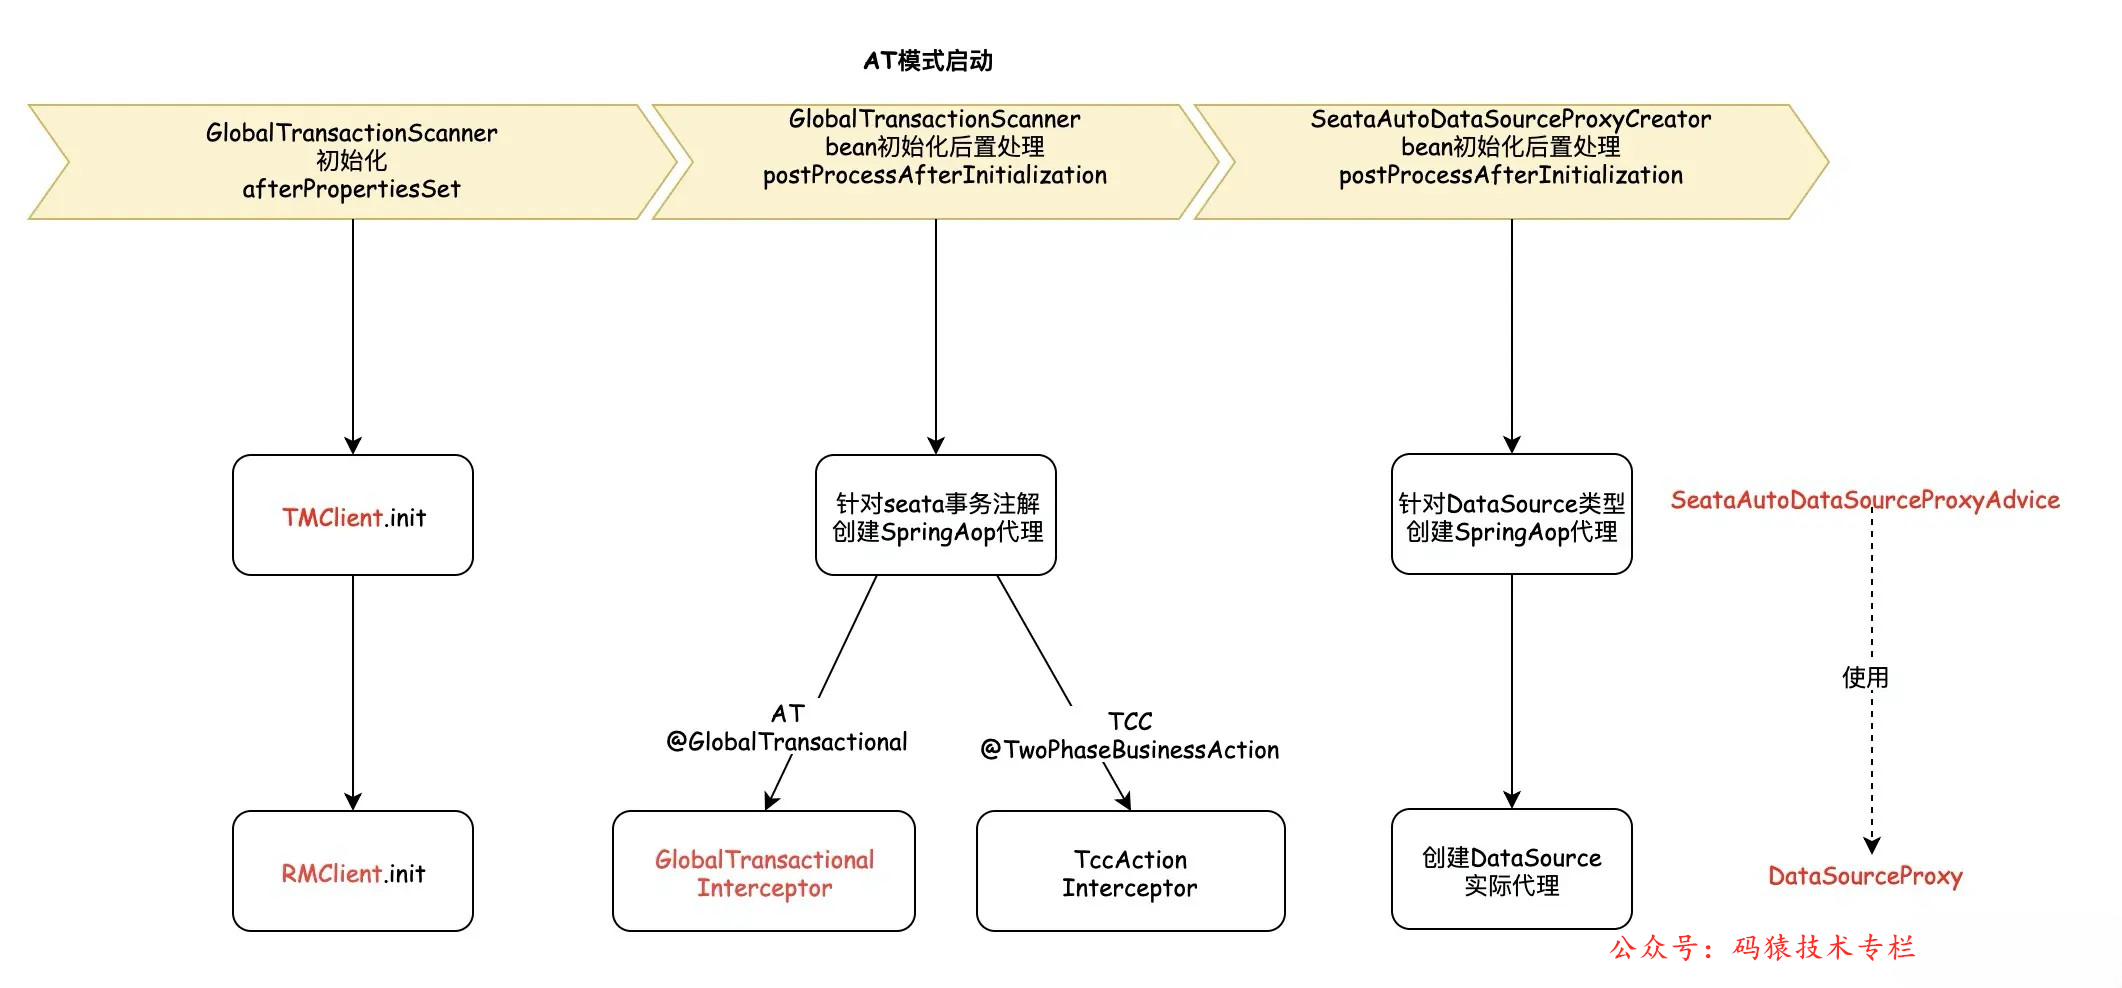 AT模式启动
GlobalTransactionScanner
初始化
afterPropertiesSet
GlobalTransactionScanner
bean初始化后置处理
postProcessAfterInitialization
SeataAutoDataSourceProxyCreator
bean初始化后置处理
postProcessAfterInitialization
TMClient.init
针对seata事务注解
创建SpringAop代理
针对DataSource类型
创建SpringAop代理
SeataAutoDataSourceProxyAdvice
使用
AT
@GlobalTransactional
TCC
@TwoPhaseBusinessAction
RMClient.init
GlobalTransactional
Interceptor
TccAction
Interceptor
创建DataSource
实际代理
DataSourceProxy
公众号：码猿技术专栏